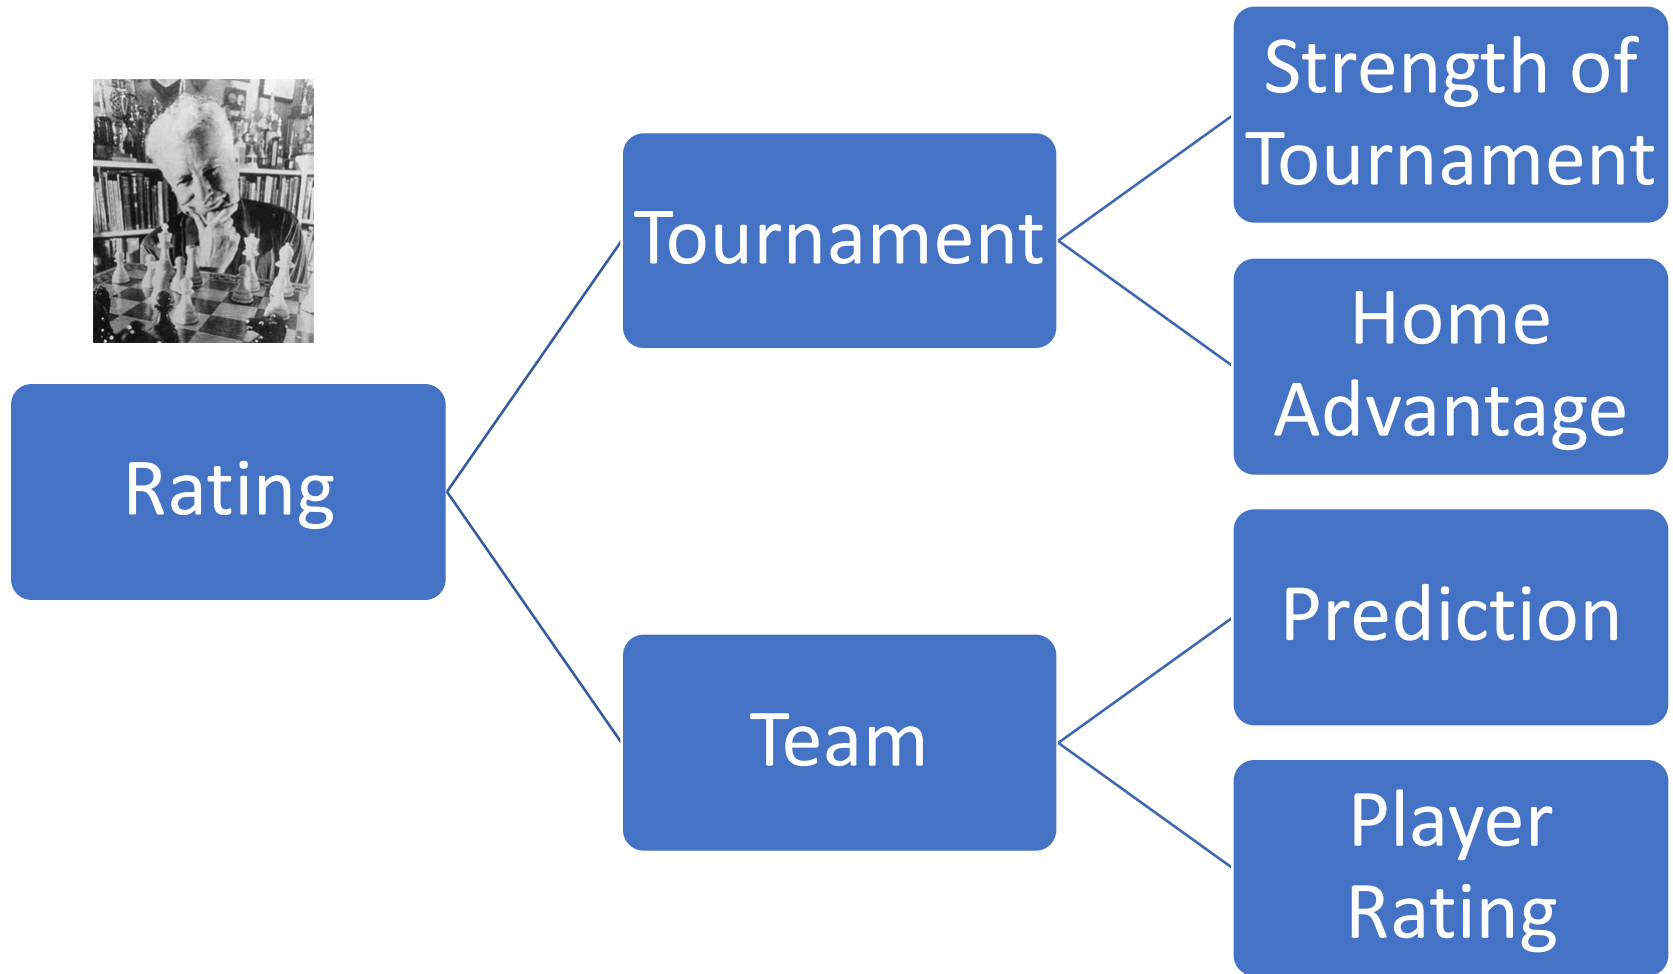 Rating
Tournament
Team
Strength of
Tournament
Home
Advantage
Prediction
Player
Rating